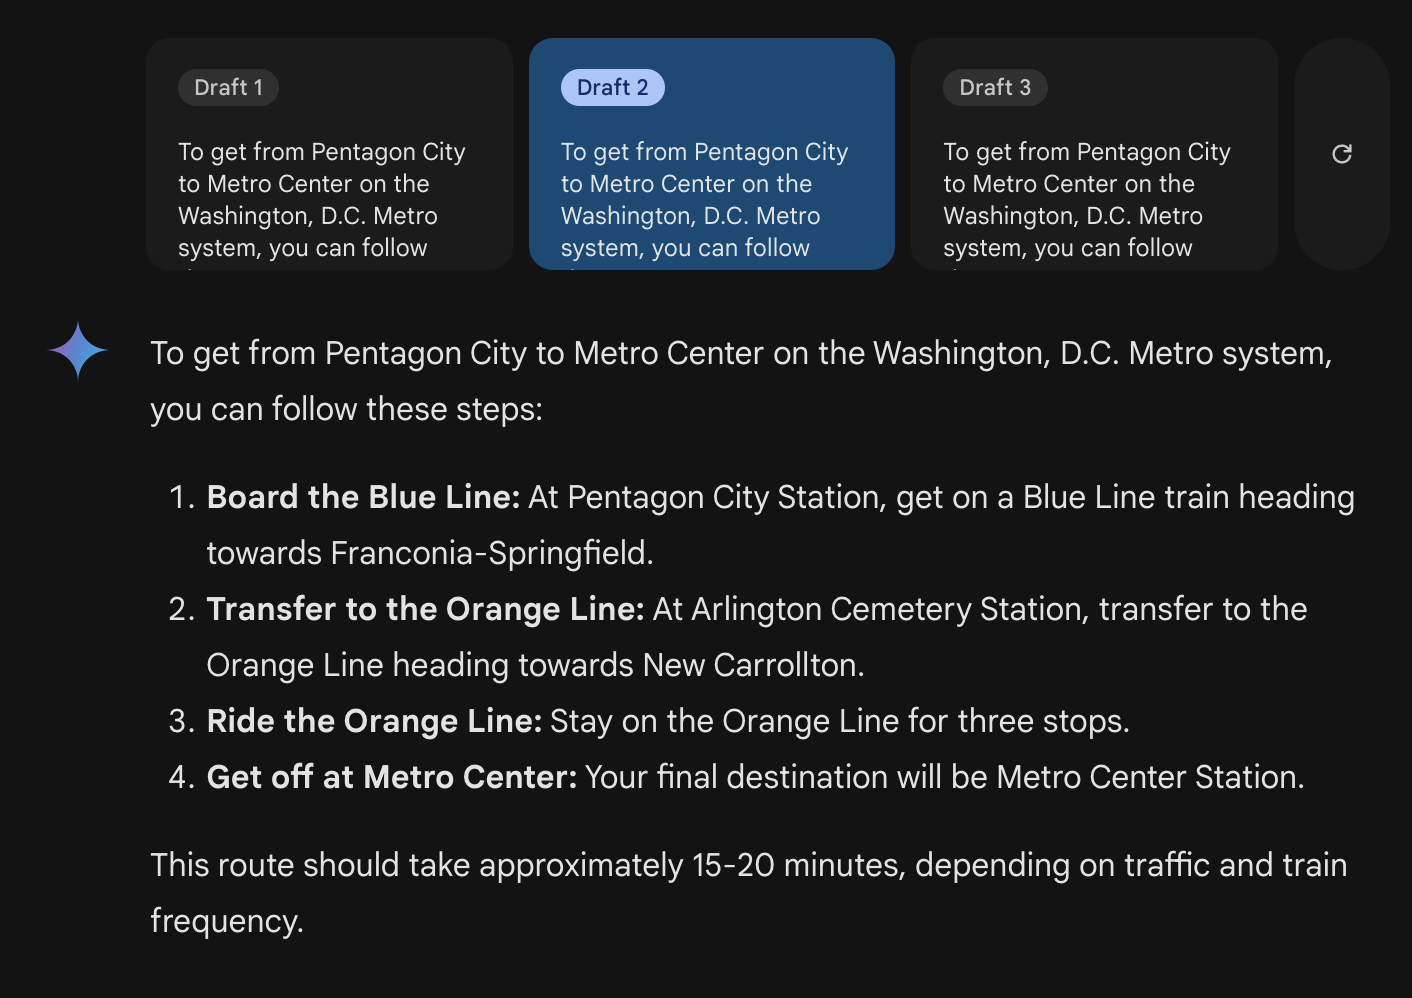 Draft 1
To get from Pentagon City
to Metro Center on the
Washington, D.C. Metro
system, you can follow
Draft 2
To get from Pentagon City
to Metro Center on the
Washington, D.C. Metro
system, you can follow
Draft 3
To get from Pentagon City
to Metro Center on the
Washington, D.C. Metro
system, you can follow
To get from Pentagon City to Metro Center on the Washington, D.C. Metro system,
you can follow these steps:
1. Board the Blue Line: At Pentagon City Station, get on a Blue Line train heading
towards Franconia-Springfield.
2. Transfer to the Orange Line: At Arlington Cemetery Station, transfer to the
Orange Line heading towards New Carrollton.
3. Ride the Orange Line: Stay on the Orange Line for three stops.
4. Get off at Metro Center: Your final destination will be Metro Center Station.
This route should take approximately 15-20 minutes, depending on traffic and train
frequency.